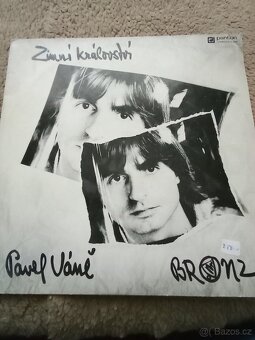 Zimní království
panton
Pavel Váně
BRONZ
Bazos.cz